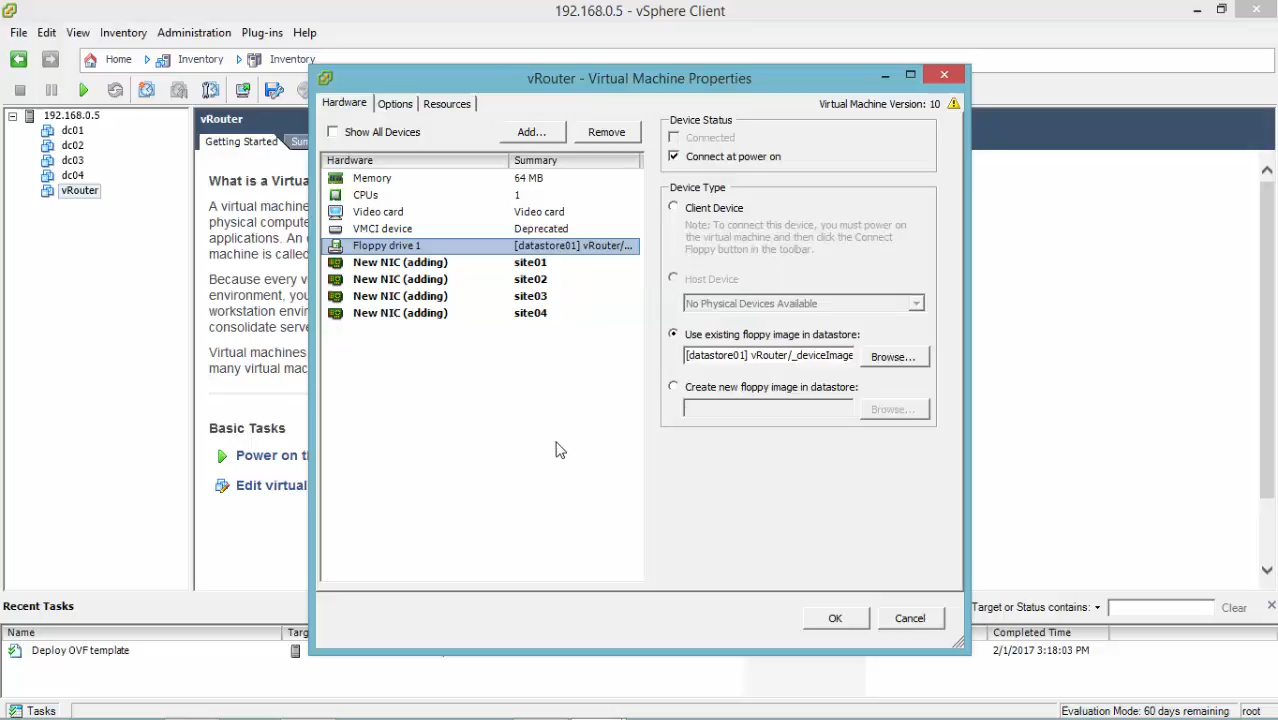 192.168.0.5 - vSphere Client
File Edit View Inventory Administration Plug-ins Help
Home Inventory Inventory
192.168.0.5
dc01
dc02
dc03
dc04
vRouter
vRouter
Getting Started
What is a Virtua
A virtual machine
physical compute
applications. An
machine is called
Because every v
environment, you
workstation envir
consolidate serve
Virtual machines
many virtual mac
Basic Tasks
Power on th
Edit virtual
vRouter - Virtual Machine Properties
Hardware Options Resources
Virtual Machine Version: 10
Show All Devices
Add... Remove
Hardware Summary
Memory 64 MB
CPUs 1
Video card Video card
VMCI device Deprecated
Floppy drive 1 [datastore01] vRouter/...
New NIC (adding) site01
New NIC (adding) site02
New NIC (adding) site03
New NIC (adding) site04
Device Status
Connected
Connect at power on
Device Type
Client Device
Note: To connect this device, you must power on
the virtual machine and then click the Connect
Floppy button in the toolbar.
Host Device
No Physical Devices Available
Use existing floppy image in datastore:
[datastore01] vRouter/_deviceImage
Browse...
Create new floppy image in datastore:
Browse...
OK Cancel
Recent Tasks
Target or Status contains: Clear
Name Targ Completed Time
Deploy OVF template 2/1/2017 3:18:03 PM
Tasks Evaluation Mode: 60 days remaining root